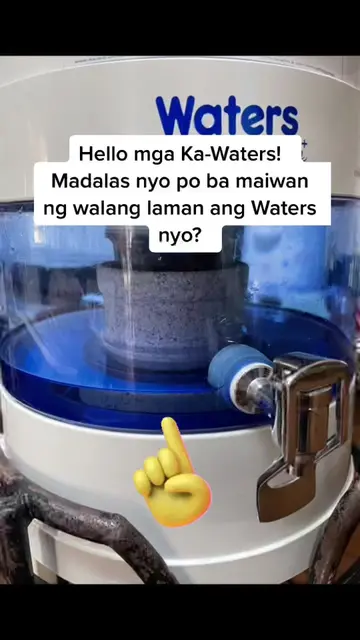 Waters
Hello mga Ka-Waters!
Madalas nyo po ba maiwan
ng walang laman ang Waters
nyo?